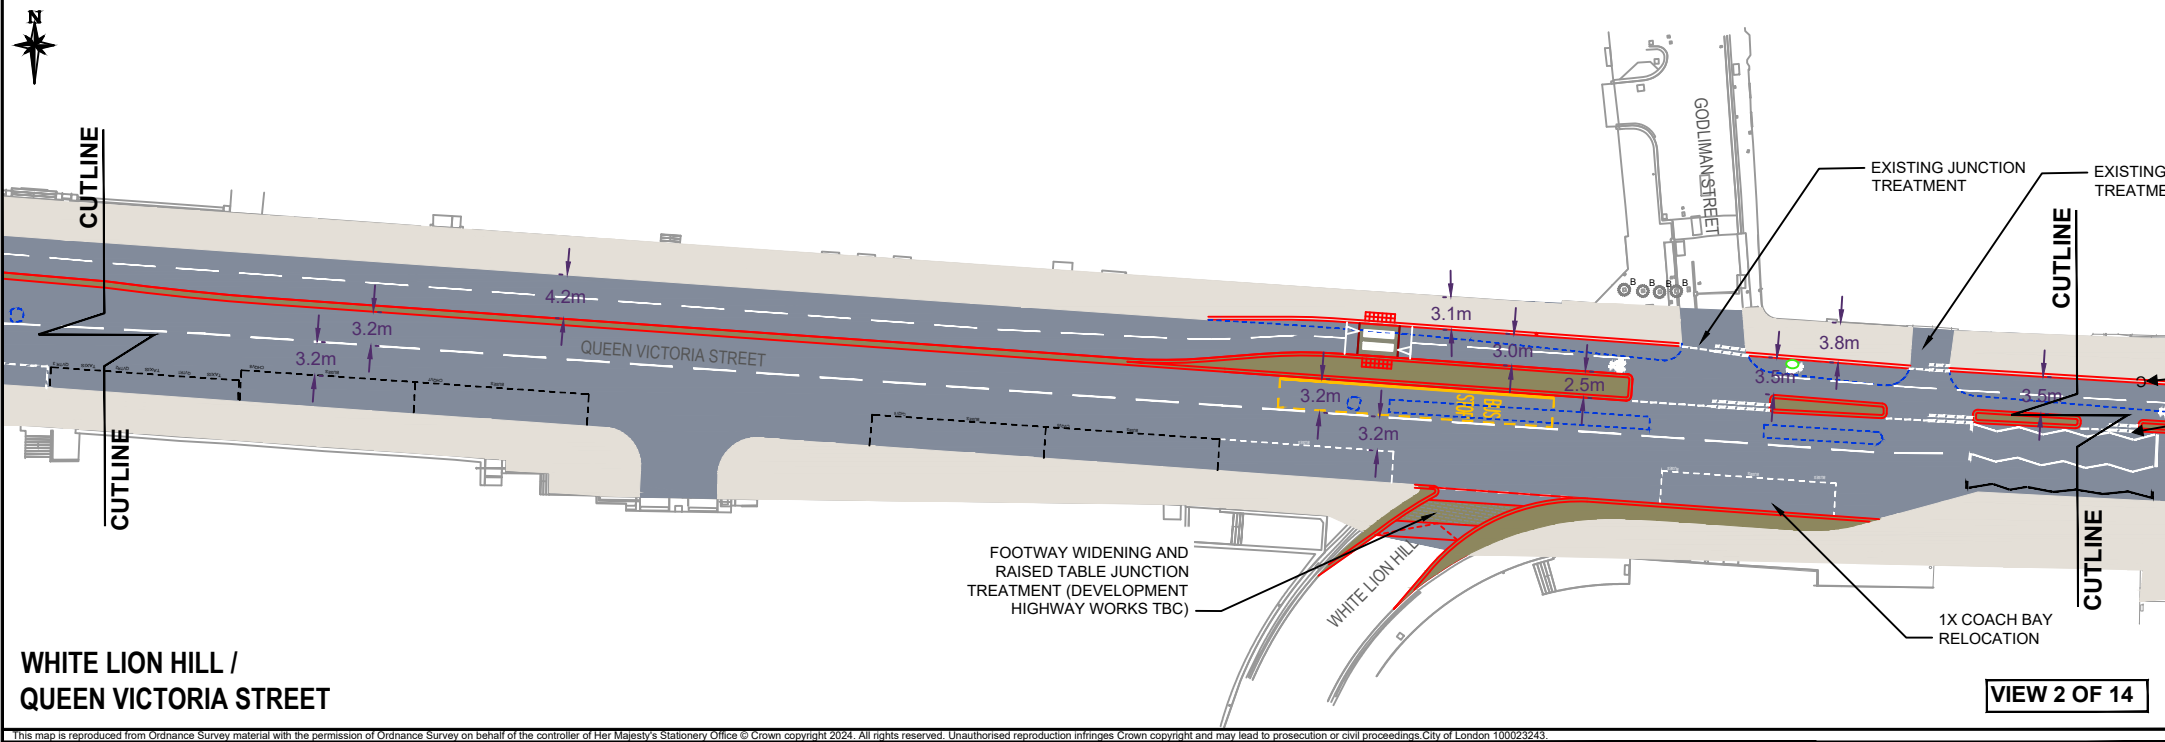 N
CUTLINE
CUTLINE
4.2m
3.2m
3.2m
QUEEN VICTORIA STREET
3.1m
3.0m
3.2m
2.5m
3.2m
BUS
STOP
GODLIMAN STREET
B
B
B
B
EXISTING JUNCTION
TREATMENT
EXISTING
TREATME
CUTLINE
3.8m
3.5m
3.5m
CUTLINE
FOOTWAY WIDENING AND
RAISED TABLE JUNCTION
TREATMENT (DEVELOPMENT
HIGHWAY WORKS TBC)
WHITE LION HILL
1X COACH BAY
RELOCATION
WHITE LION HILL /
QUEEN VICTORIA STREET
VIEW 2 OF 14
This map is reproduced from Ordnance Survey material with the permission of Ordnance Survey on behalf of the controller of Her Majesty's Stationery Office © Crown copyright 2024. All rights reserved. Unauthorised reproduction infringes Crown copyright and may lead to prosecution or civil proceedings.City of London 100023243.